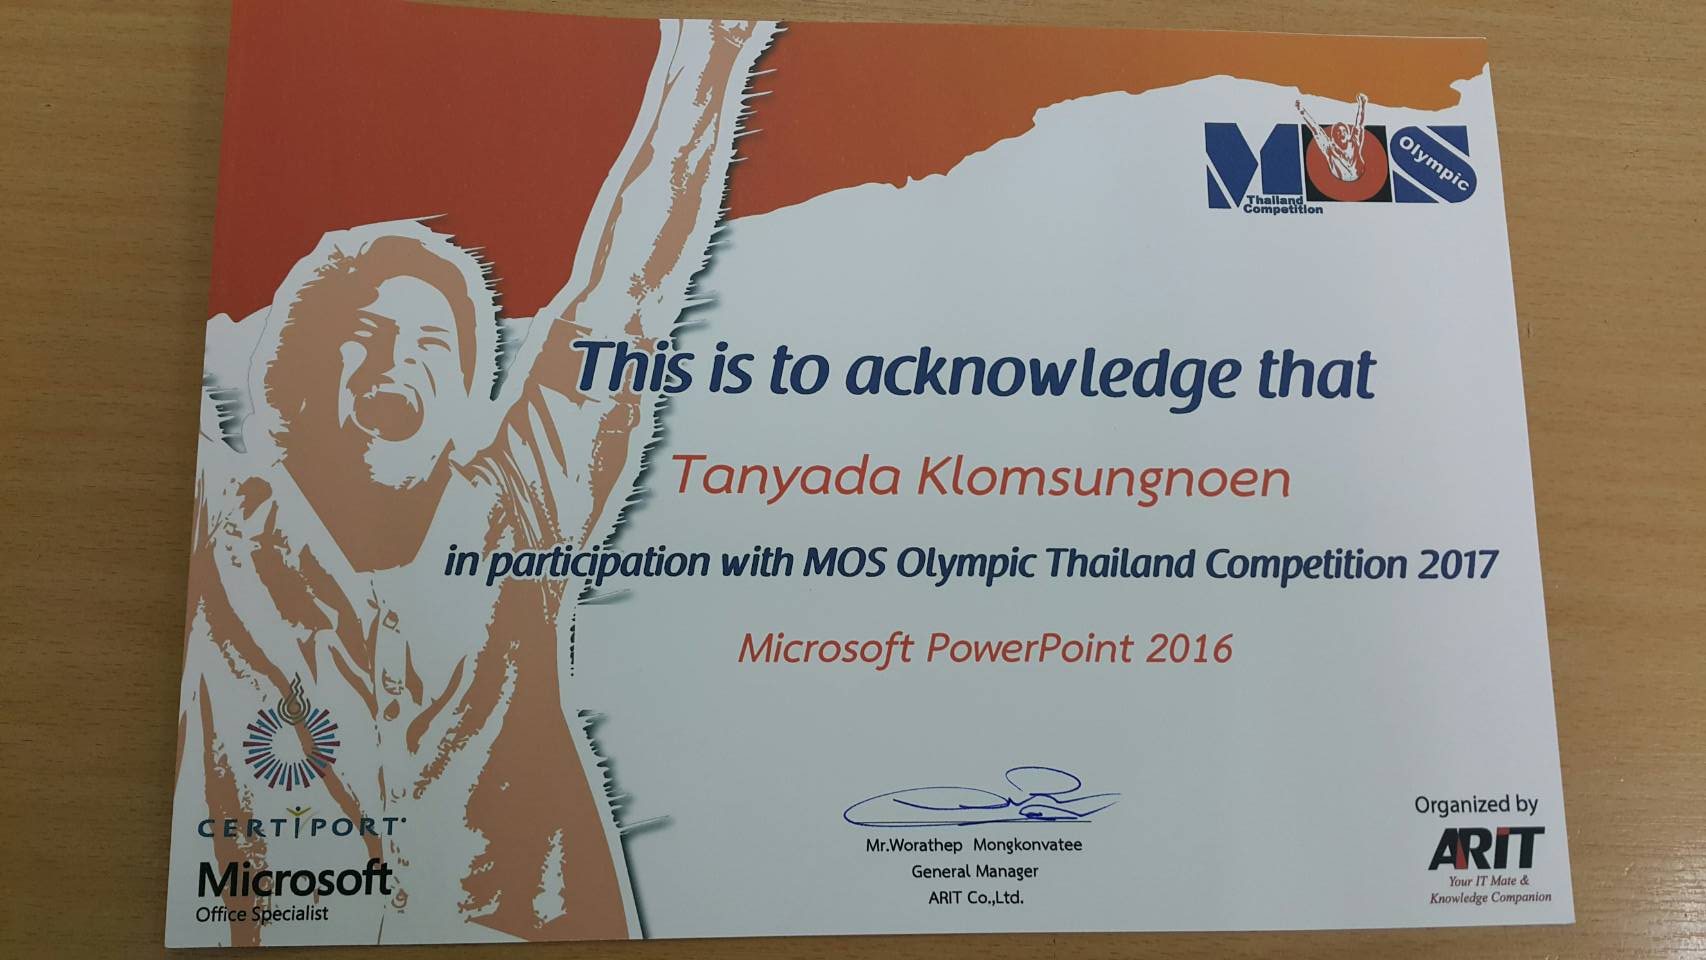 MOS
Olympic
Thailand
Competition
This is to acknowledge that
Tanyada Klomsungnoen
in participation with MOS Olympic Thailand Competition 2017
Microsoft PowerPoint 2016
CERTIPORT
Microsoft
Office Specialist
Mr.Worathep Mongkonvatee
General Manager
ARIT Co.,Ltd.
Organized by
ARiT
Your IT Mate &
Knowledge Companion